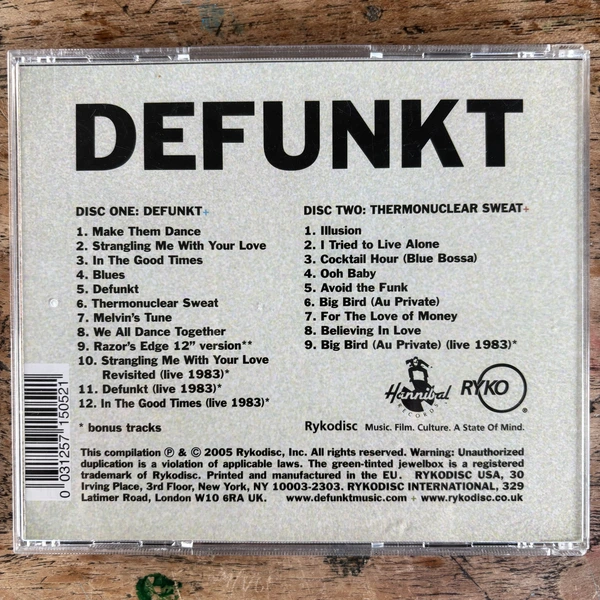 DEFUNKT
DISC ONE: DEFUNKT+
1. Make Them Dance
2. Strangling Me With Your Love
3. In The Good Times
4. Blues
5. Defunkt
6. Thermonuclear Sweat
7. Melvin's Tune
8. We All Dance Together
9. Razor's Edge 12" version**
10. Strangling Me With Your Love
Revisited (live 1983)*
11. Defunkt (live 1983)*
12. In The Good Times (live 1983)*
* bonus tracks
DISC TWO: THERMONUCLEAR SWEAT+
1. Illusion
2. I Tried to Live Alone
3. Cocktail Hour (Blue Bossa)
4. Ooh Baby
5. Avoid the Funk
6. Big Bird (Au Private)
7. For The Love of Money
8. Believing In Love
9. Big Bird (Au Private) (live 1983)*
Hannibal
RECORDS
RYKO
®
Rykodisc Music. Film. Culture. A State Of Mind.
This compilation ℗ & © 2005 Rykodisc, Inc. All rights reserved. Warning: Unauthorized
duplication is a violation of applicable laws. The green-tinted jewelbox is a registered
trademark of Rykodisc. Printed and manufactured in the EU. RYKODISC USA, 30
Irving Place, 3rd Floor, New York, NY 10003-2303. RYKODISC INTERNATIONAL, 329
Latimer Road, London W10 6RA UK. www.defunktmusic.com + www.rykodisc.co.uk
0 031257 150521